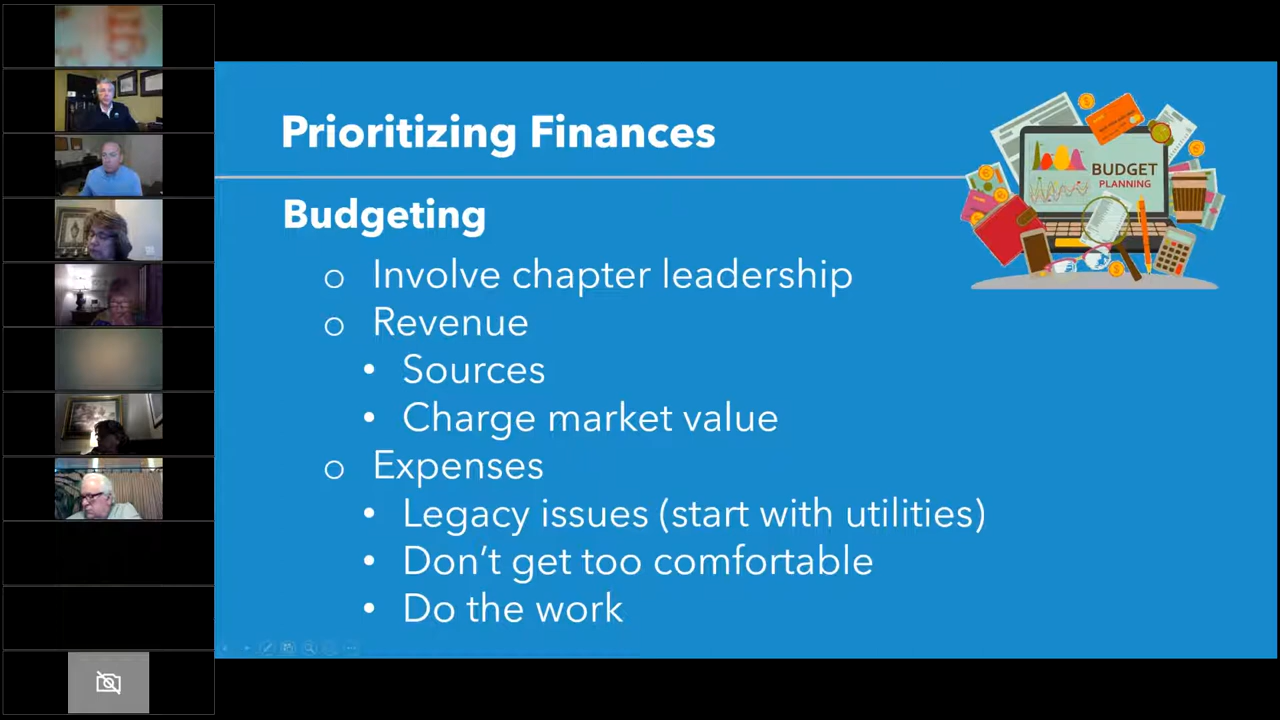 Prioritizing Finances
BUDGET
PLANNING
Budgeting
o Involve chapter leadership
o Revenue
• Sources
• Charge market value
o Expenses
• Legacy issues (start with utilities)
• Don't get too comfortable
• Do the work